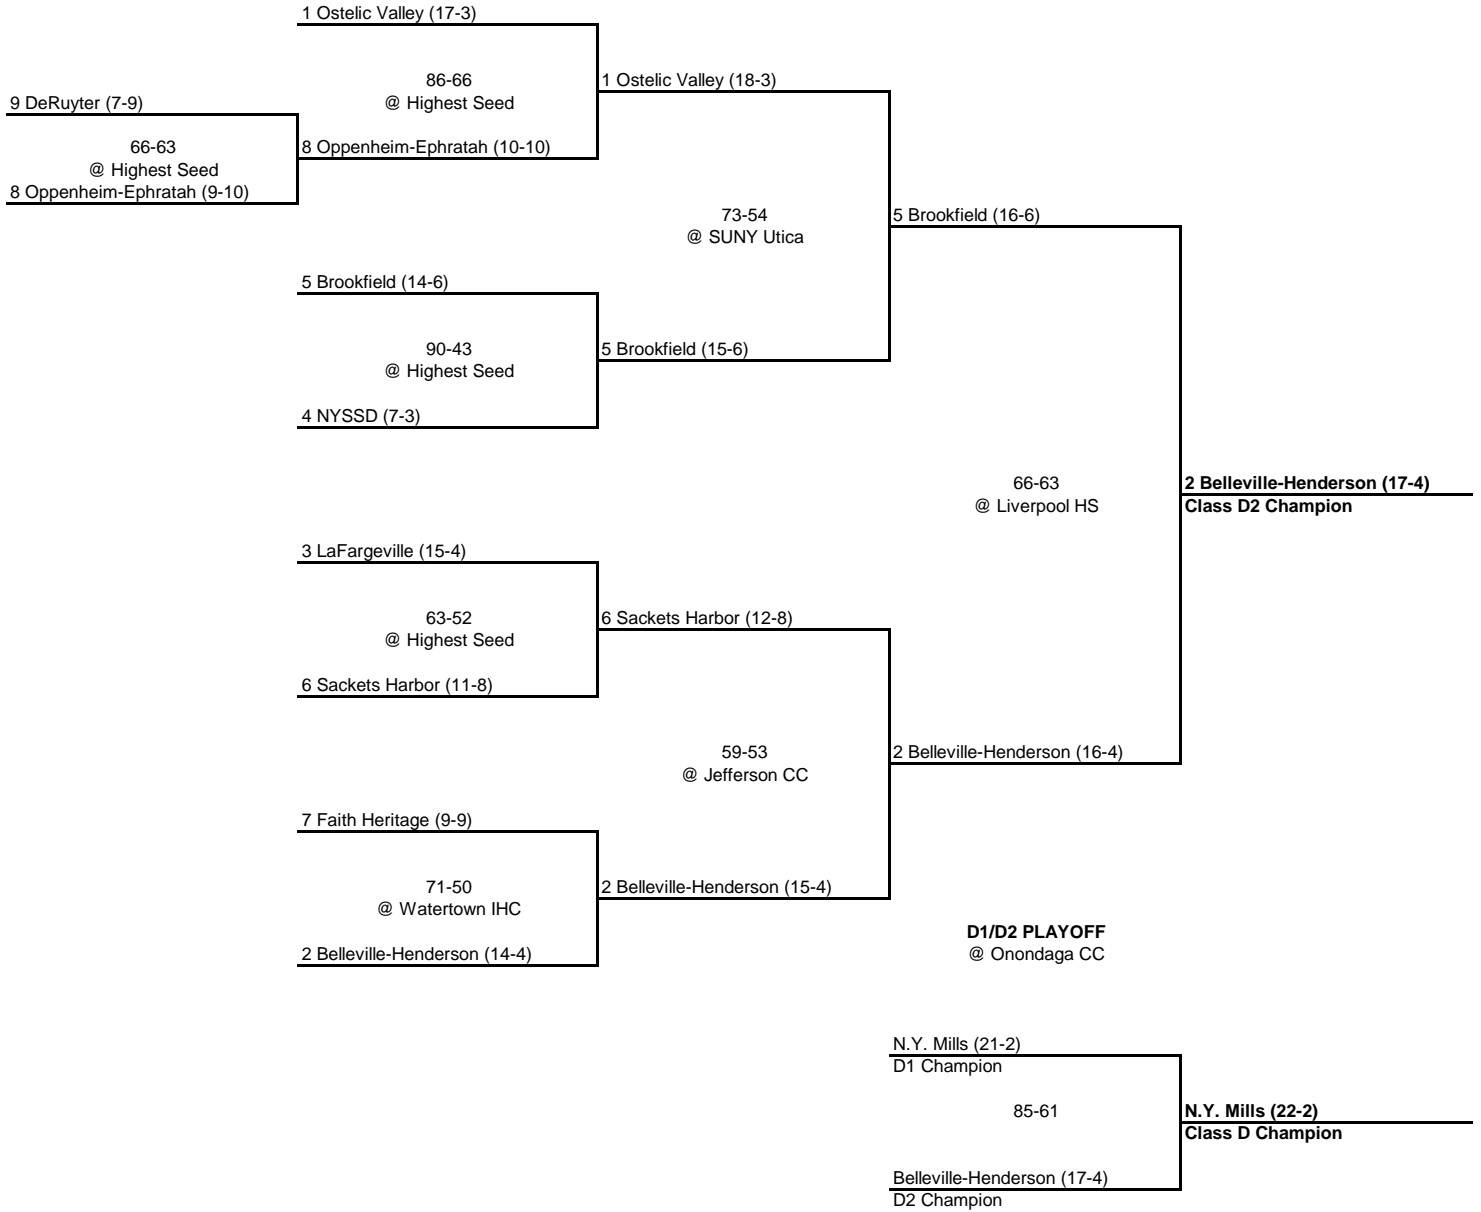 1 Ostelic Valley (17-3)
86-66
@ Highest Seed
1 Ostelic Valley (18-3)
9 DeRuyter (7-9)
66-63
@ Highest Seed
8 Oppenheim-Ephratah (10-10)
8 Oppenheim-Ephratah (9-10)
73-54
@ SUNY Utica
5 Brookfield (16-6)
5 Brookfield (14-6)
90-43
@ Highest Seed
5 Brookfield (15-6)
4 NYSSD (7-3)
66-63
@ Liverpool HS
2 Belleville-Henderson (17-4)
Class D2 Champion
3 LaFargeville (15-4)
63-52
@ Highest Seed
6 Sackets Harbor (12-8)
6 Sackets Harbor (11-8)
59-53
@ Jefferson CC
2 Belleville-Henderson (16-4)
7 Faith Heritage (9-9)
71-50
@ Watertown IHC
2 Belleville-Henderson (15-4)
2 Belleville-Henderson (14-4)
D1/D2 PLAYOFF
@ Onondaga CC
N.Y. Mills (21-2)
D1 Champion
85-61
N.Y. Mills (22-2)
Class D Champion
Belleville-Henderson (17-4)
D2 Champion